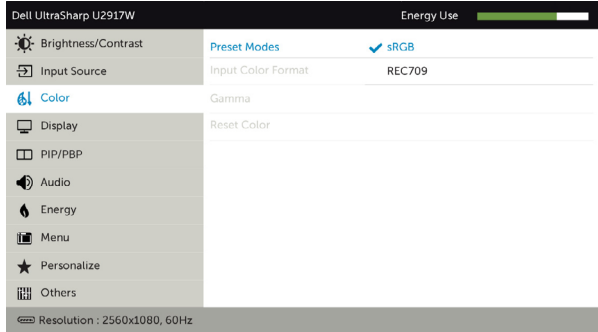 Dell UltraSharp U2917W Energy Use
Brightness/Contrast Preset Modes sRGB
Input Source Input Color Format REC709
Color Gamma
Display Reset Color
PIP/PBP
Audio
Energy
Menu
Personalize
Others
Resolution : 2560x1080, 60Hz